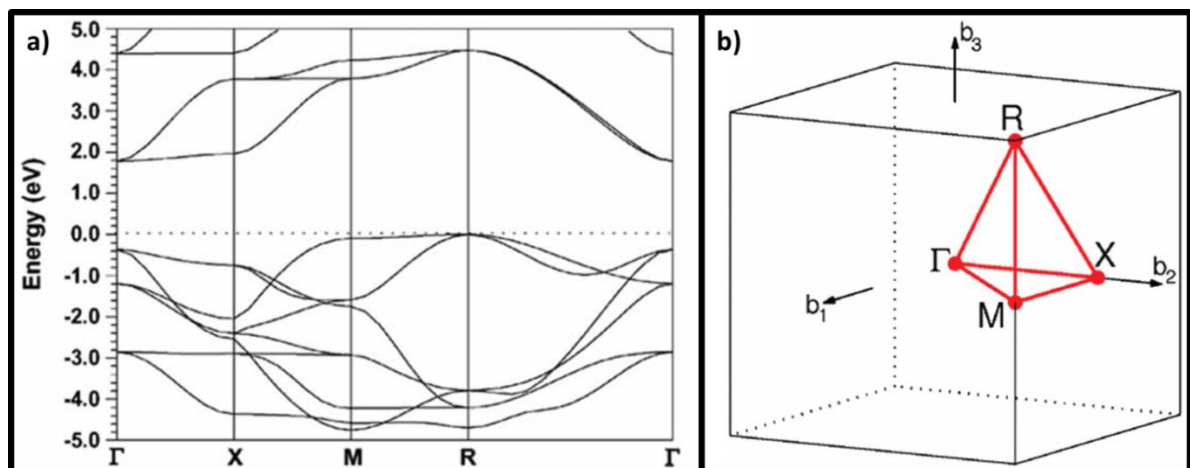 a)
5.0
4.0
3.0
2.0
1.0
0.0
-1.0
-2.0
-3.0
-4.0
-5.0
Energy (eV)
Γ X M R Γ
b)
b₃
R
Γ
X
b₂
b₁
M